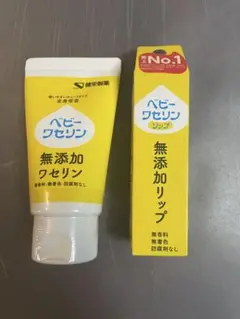 健栄製薬
ベビー
ワセリン
無添加
ワセリン
無香料・無着色・防腐剤なし
No.1
ベビー
ワセリン
リップ
無添加リップ
無香料
無着色
防腐剤なし